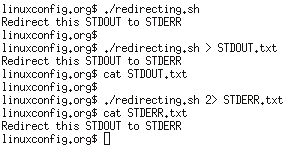 linuxconfig.org$ ./redirecting.sh
Redirect this STDOUT to STDERR
linuxconfig.org$
linuxconfig.org$ ./redirecting.sh > STDOUT.txt
Redirect this STDOUT to STDERR
linuxconfig.org$ cat STDOUT.txt
linuxconfig.org$
linuxconfig.org$ ./redirecting.sh 2> STDERR.txt
linuxconfig.org$ cat STDERR.txt
Redirect this STDOUT to STDERR
linuxconfig.org$